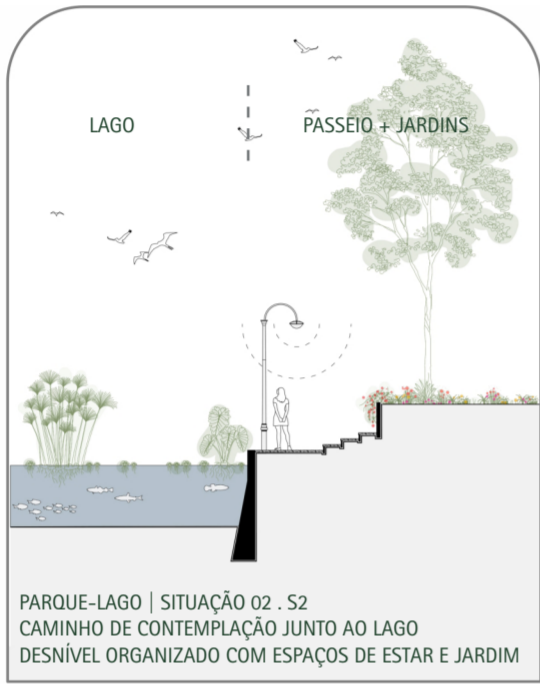 LAGO
PASSEIO + JARDINS
PARQUE-LAGO | SITUAÇÃO 02 . S2
CAMINHO DE CONTEMPLAÇÃO JUNTO AO LAGO
DESNÍVEL ORGANIZADO COM ESPAÇOS DE ESTAR E JARDIM